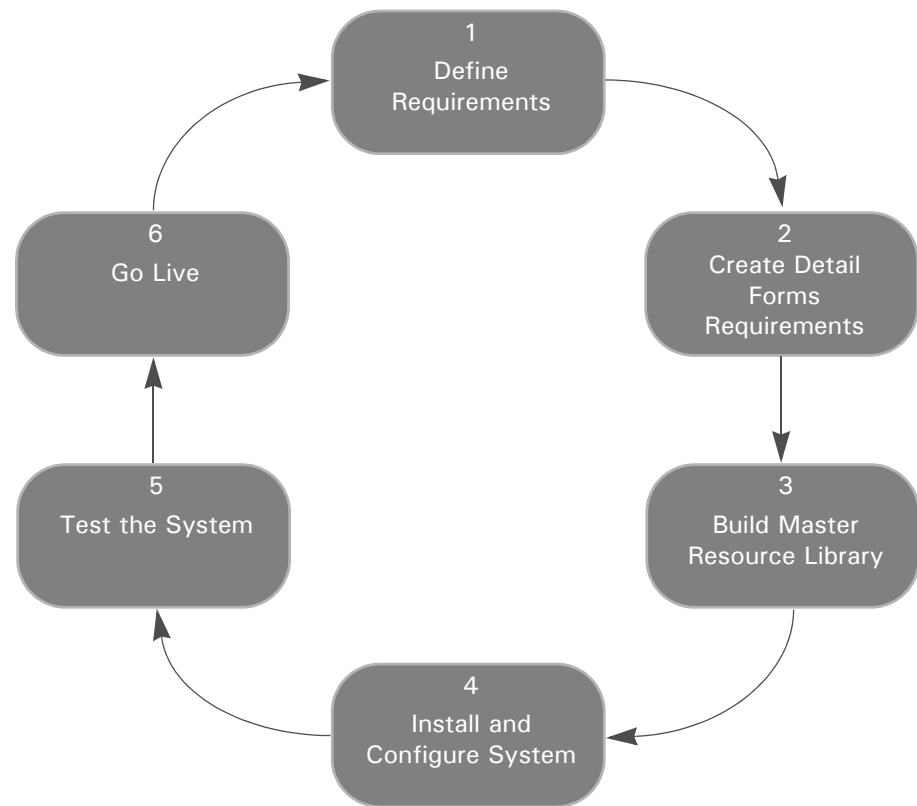 1
Define
Requirements
2
Create Detail
Forms
Requirements
3
Build Master
Resource Library
4
Install and
Configure System
5
Test the System
6
Go Live